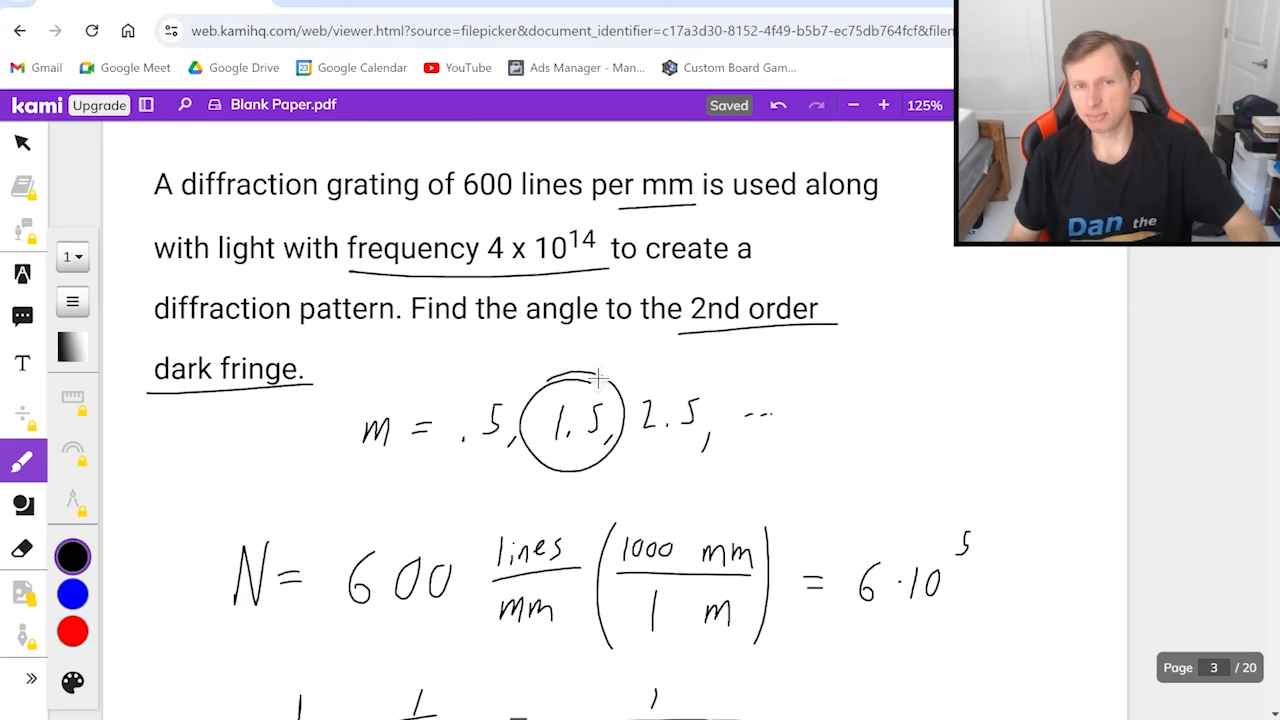 web.kamihq.com/web/viewer.html?source=filepicker&document_identifier=c17a3d30-8152-4f49-b5b7-ec75db764fcf&filen
Gmail Google Meet Google Drive 23 Google Calendar YouTube Ads Manager - Man... Custom Board Gam...
kami Upgrade Blank Paper.pdf Saved 125%
Dan the
A diffraction grating of 600 lines per mm is used along
with light with frequency 4 x 10¹⁴ to create a
diffraction pattern. Find the angle to the 2nd order
dark fringe.
1
m = .5, 1.5, 2.5, ...
N = 600 lines/mm (1000 mm / 1 m) = 6 · 10⁵
Page 3 / 20
1 1